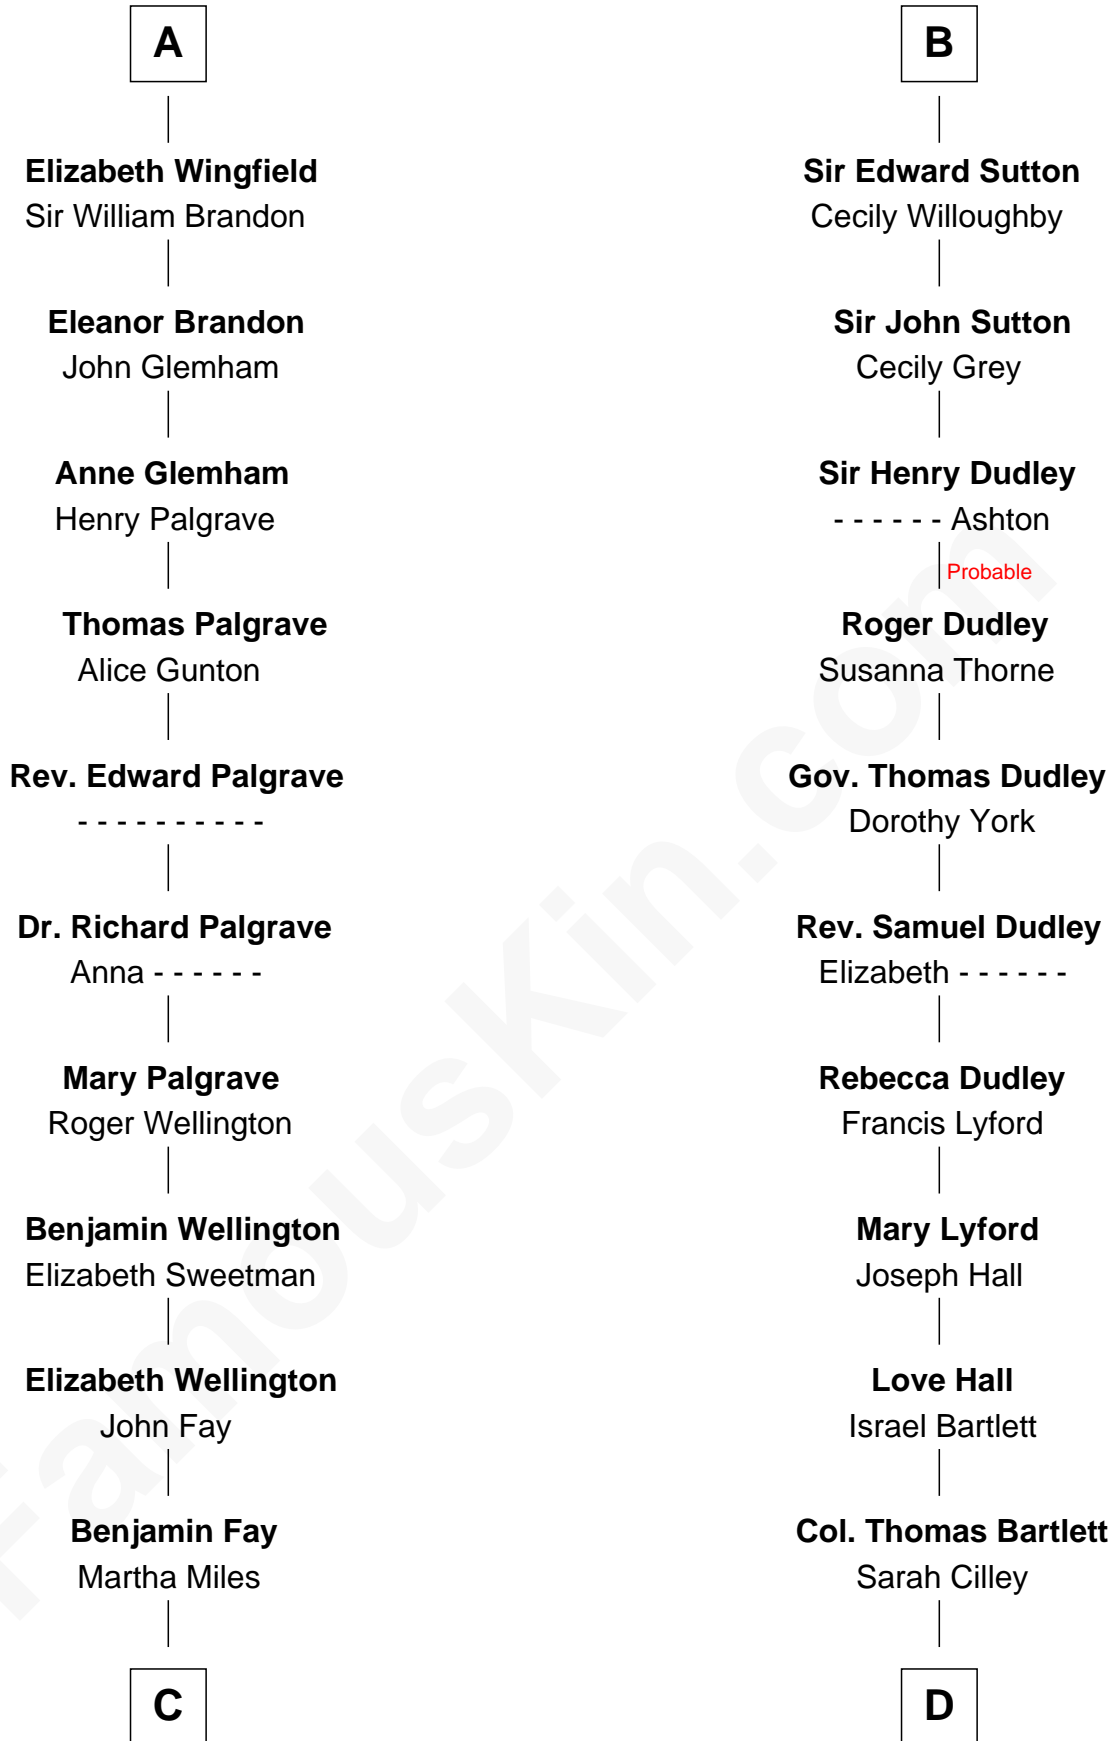 A
Elizabeth Wingfield
Sir William Brandon
Eleanor Brandon
John Glemham
Anne Glemham
Henry Palgrave
Thomas Palgrave
Alice Gunton
Rev. Edward Palgrave
- - - - - - - - - -
Dr. Richard Palgrave
Anna - - - - - -
Mary Palgrave
Roger Wellington
Benjamin Wellington
Elizabeth Sweetman
Elizabeth Wellington
John Fay
Benjamin Fay
Martha Miles
C
B
Sir Edward Sutton
Cecily Willoughby
Sir John Sutton
Cecily Grey
Sir Henry Dudley
- - - - - - Ashton
Probable
Roger Dudley
Susanna Thorne
Gov. Thomas Dudley
Dorothy York
Rev. Samuel Dudley
Elizabeth - - - - - -
Rebecca Dudley
Francis Lyford
Mary Lyford
Joseph Hall
Love Hall
Israel Bartlett
Col. Thomas Bartlett
Sarah Cilley
D
FamousKin.com